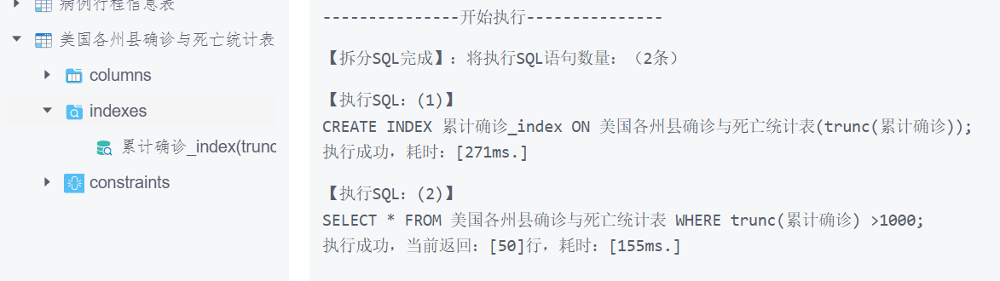 病例行程信息表
美国各州县确诊与死亡统计表
columns
indexes
累计确诊_index(trunc
constraints
---------------开始执行---------------
【拆分SQL完成】：将执行SQL语句数量：（2条）
【执行SQL：(1)】
CREATE INDEX 累计确诊_index ON 美国各州县确诊与死亡统计表(trunc(累计确诊));
执行成功，耗时：[271ms.]
【执行SQL：(2)】
SELECT * FROM 美国各州县确诊与死亡统计表 WHERE trunc(累计确诊) >1000;
执行成功，当前返回：[50]行，耗时：[155ms.]